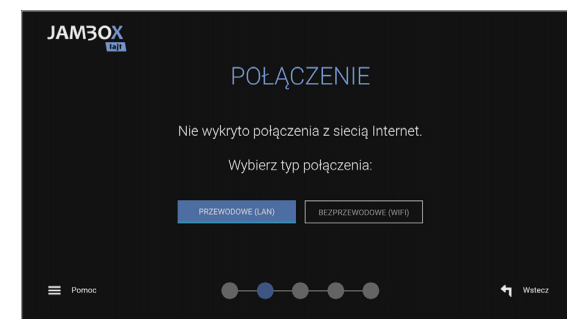 JAMBOX
fajt
POŁĄCZENIE
Nie wykryto połączenia z siecią Internet.
Wybierz typ połączenia:
PRZEWODOWE (LAN)
BEZPRZEWODOWE (WIFI)
Pomoc
Wstecz